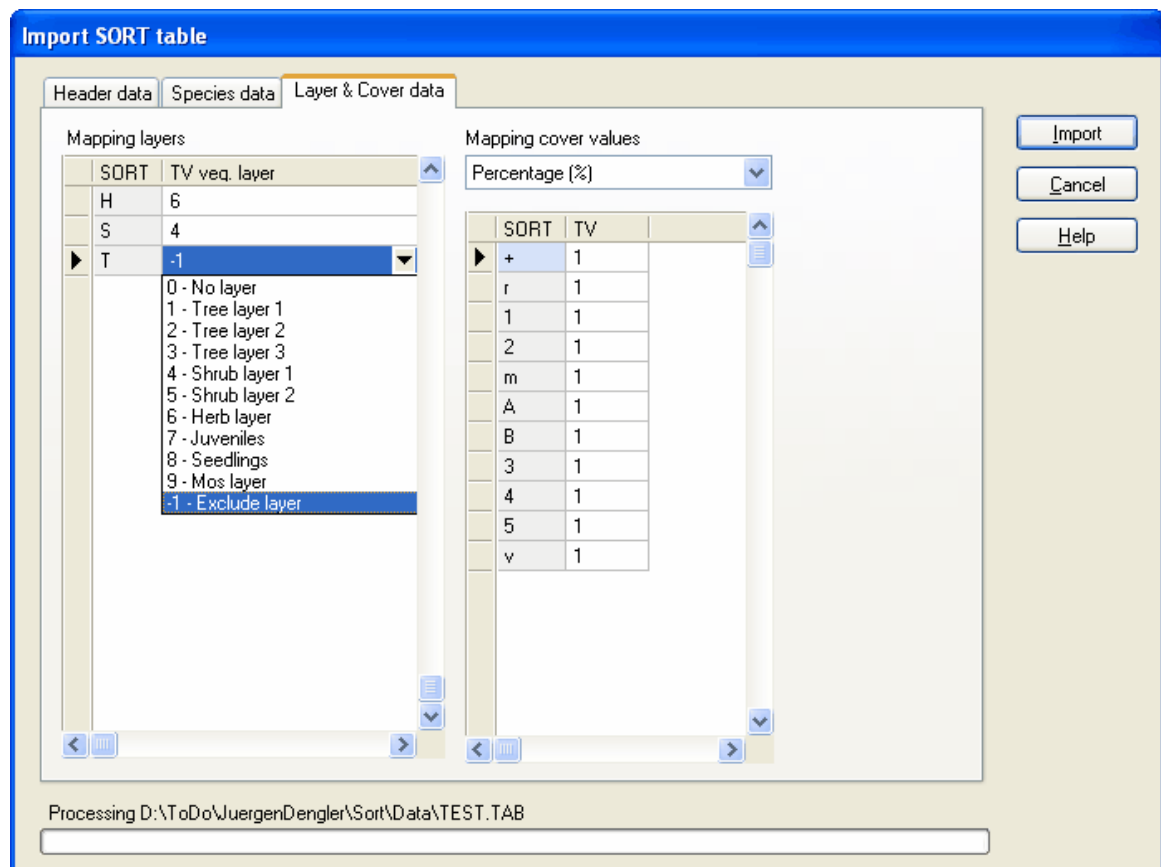 Import SORT table
Header data Species data Layer & Cover data
Mapping layers
SORT TV veg. layer
H 6
S 4
T -1
0 - No layer
1 - Tree layer 1
2 - Tree layer 2
3 - Tree layer 3
4 - Shrub layer 1
5 - Shrub layer 2
6 - Herb layer
7 - Juveniles
8 - Seedlings
9 - Mos layer
-1 - Exclude layer
Mapping cover values
Percentage (%)
SORT TV
+ 1
r 1
1 1
2 1
m 1
A 1
B 1
3 1
4 1
5 1
v 1
Import
Cancel
Help
Processing D:\ToDo\JuergenDengler\Sort\Data\TEST.TAB